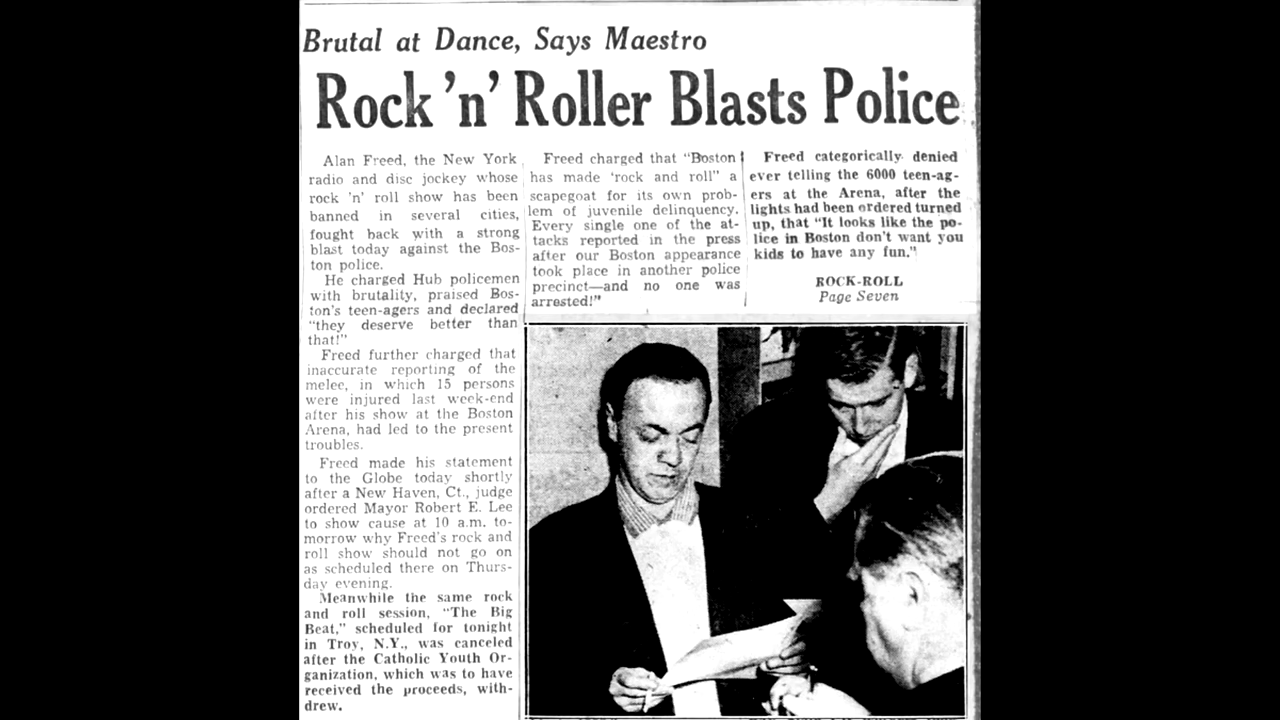 Brutal at Dance, Says Maestro
Rock 'n' Roller Blasts Police
Alan Freed, the New York
radio and disc jockey whose
rock 'n' roll show has been
banned in several cities,
fought back with a strong
blast today against the Bos-
ton police.
He charged Hub policemen
with brutality, praised Bos-
ton's teen-agers and declared
"they deserve better than
that!"
Freed further charged that
inaccurate reporting of the
melee, in which 15 persons
were injured last week-end
after his show at the Boston
Arena, had led to the present
troubles.
Freed made his statement
to the Globe today shortly
after a New Haven, Ct., judge
ordered Mayor Robert E. Lee
to show cause at 10 a.m. to-
morrow why Freed's rock and
roll show should not go on
as scheduled there on Thurs-
day evening.
Meanwhile the same rock
and roll session, "The Big
Beat," scheduled for tonight
in Troy, N.Y., was canceled
after the Catholic Youth Or-
ganization, which was to have
received the proceeds, with-
drew.
Freed charged that "Boston
has made 'rock and roll" a
scapegoat for its own prob-
lem of juvenile delinquency.
Every single one of the at-
tacks reported in the press
after our Boston appearance
took place in another police
precinct—and no one was
arrested!"
Freed categorically denied
ever telling the 6000 teen-ag-
ers at the Arena, after the
lights had been ordered turned
up, that "It looks like the po-
lice in Boston don't want you
kids to have any fun."
ROCK-ROLL
Page Seven